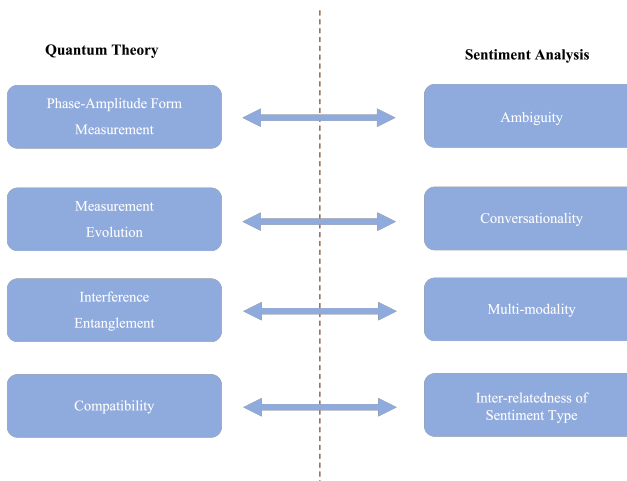 Quantum Theory
Sentiment Analysis
Phase-Amplitude Form
Measurement
Ambiguity
Measurement
Evolution
Conversationality
Interference
Entanglement
Multi-modality
Compatibility
Inter-relatedness of
Sentiment Type